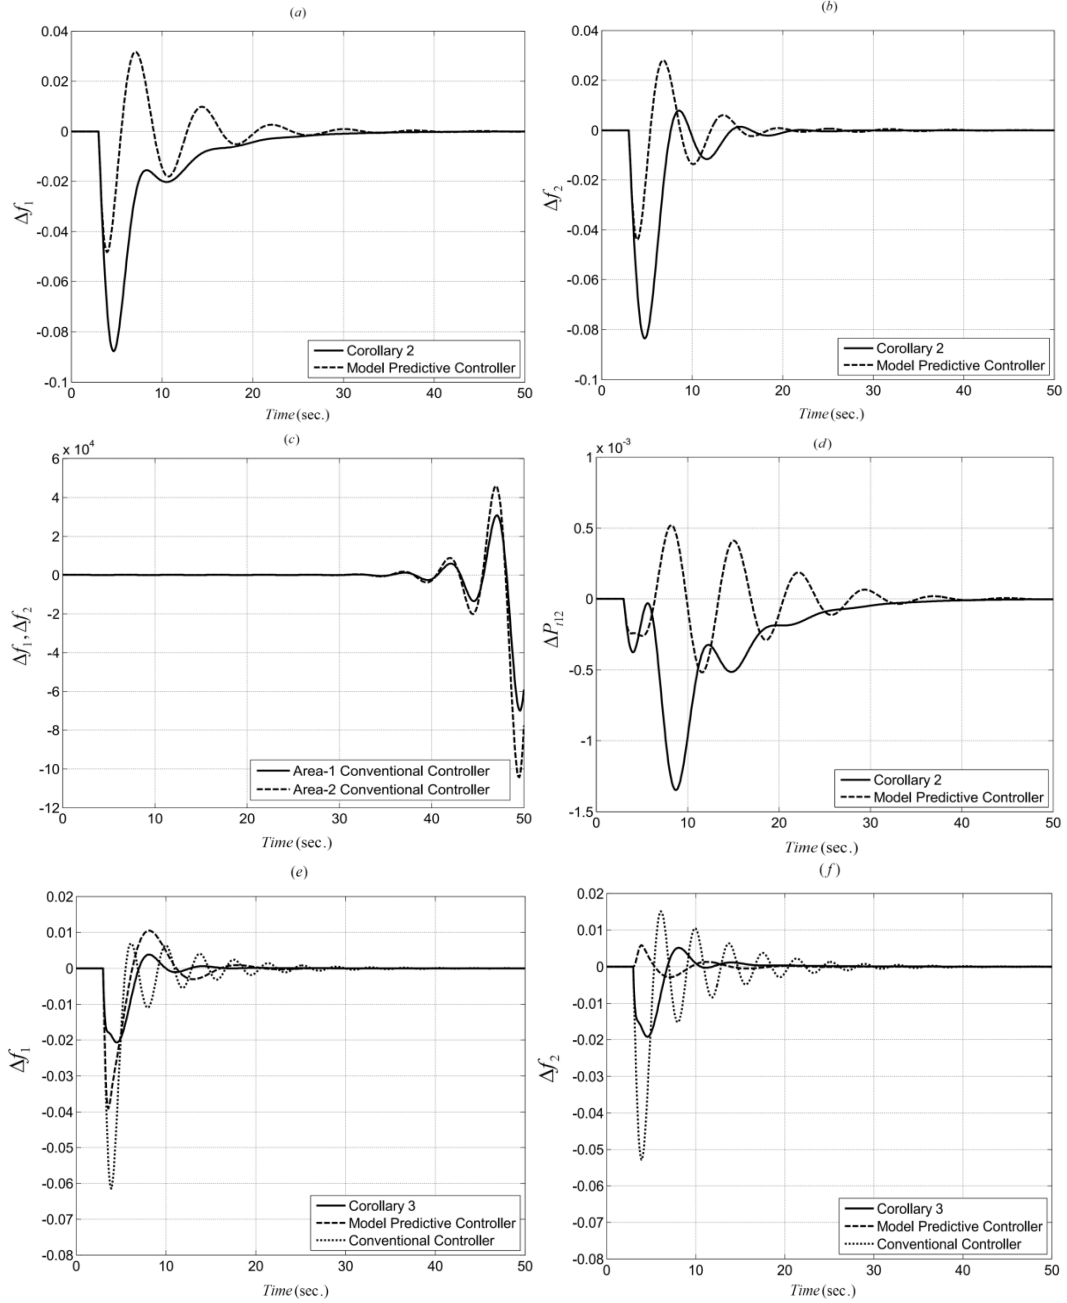 (a)
0.04
0.02
0
-0.02
-0.04
-0.06
-0.08
-0.1
Δf1
0 10 20 30 40 50
Time(sec.)
Corollary 2
Model Predictive Controller
(b)
0.04
0.02
0
-0.02
-0.04
-0.06
-0.08
-0.1
Δf2
0 10 20 30 40 50
Time(sec.)
Corollary 2
Model Predictive Controller
(c)
x 10^4
6
4
2
0
-2
-4
-6
-8
-10
-12
Δf1, Δf2
0 10 20 30 40 50
Time(sec.)
Area-1 Conventional Controller
Area-2 Conventional Controller
(d)
x 10^-3
1
0.5
0
-0.5
-1
-1.5
ΔPt12
0 10 20 30 40 50
Time(sec.)
Corollary 2
Model Predictive Controller
(e)
0.02
0.01
0
-0.01
-0.02
-0.03
-0.04
-0.05
-0.06
-0.07
-0.08
Δf1
0 10 20 30 40 50
Time(sec.)
Corollary 3
Model Predictive Controller
Conventional Controller
(f)
0.02
0.01
0
-0.01
-0.02
-0.03
-0.04
-0.05
-0.06
-0.07
-0.08
Δf2
0 10 20 30 40 50
Time(sec.)
Corollary 3
Model Predictive Controller
Conventional Controller